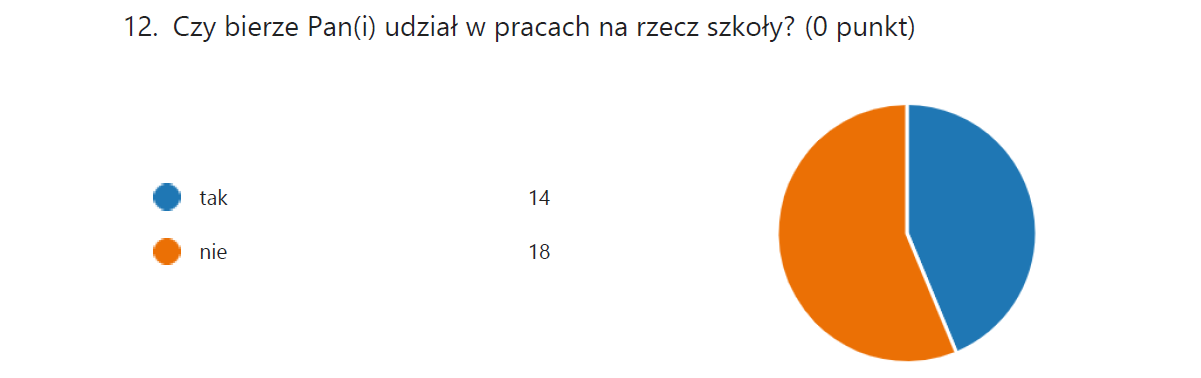 12. Czy bierze Pan(i) udział w pracach na rzecz szkoły? (0 punkt)
tak 14
nie 18